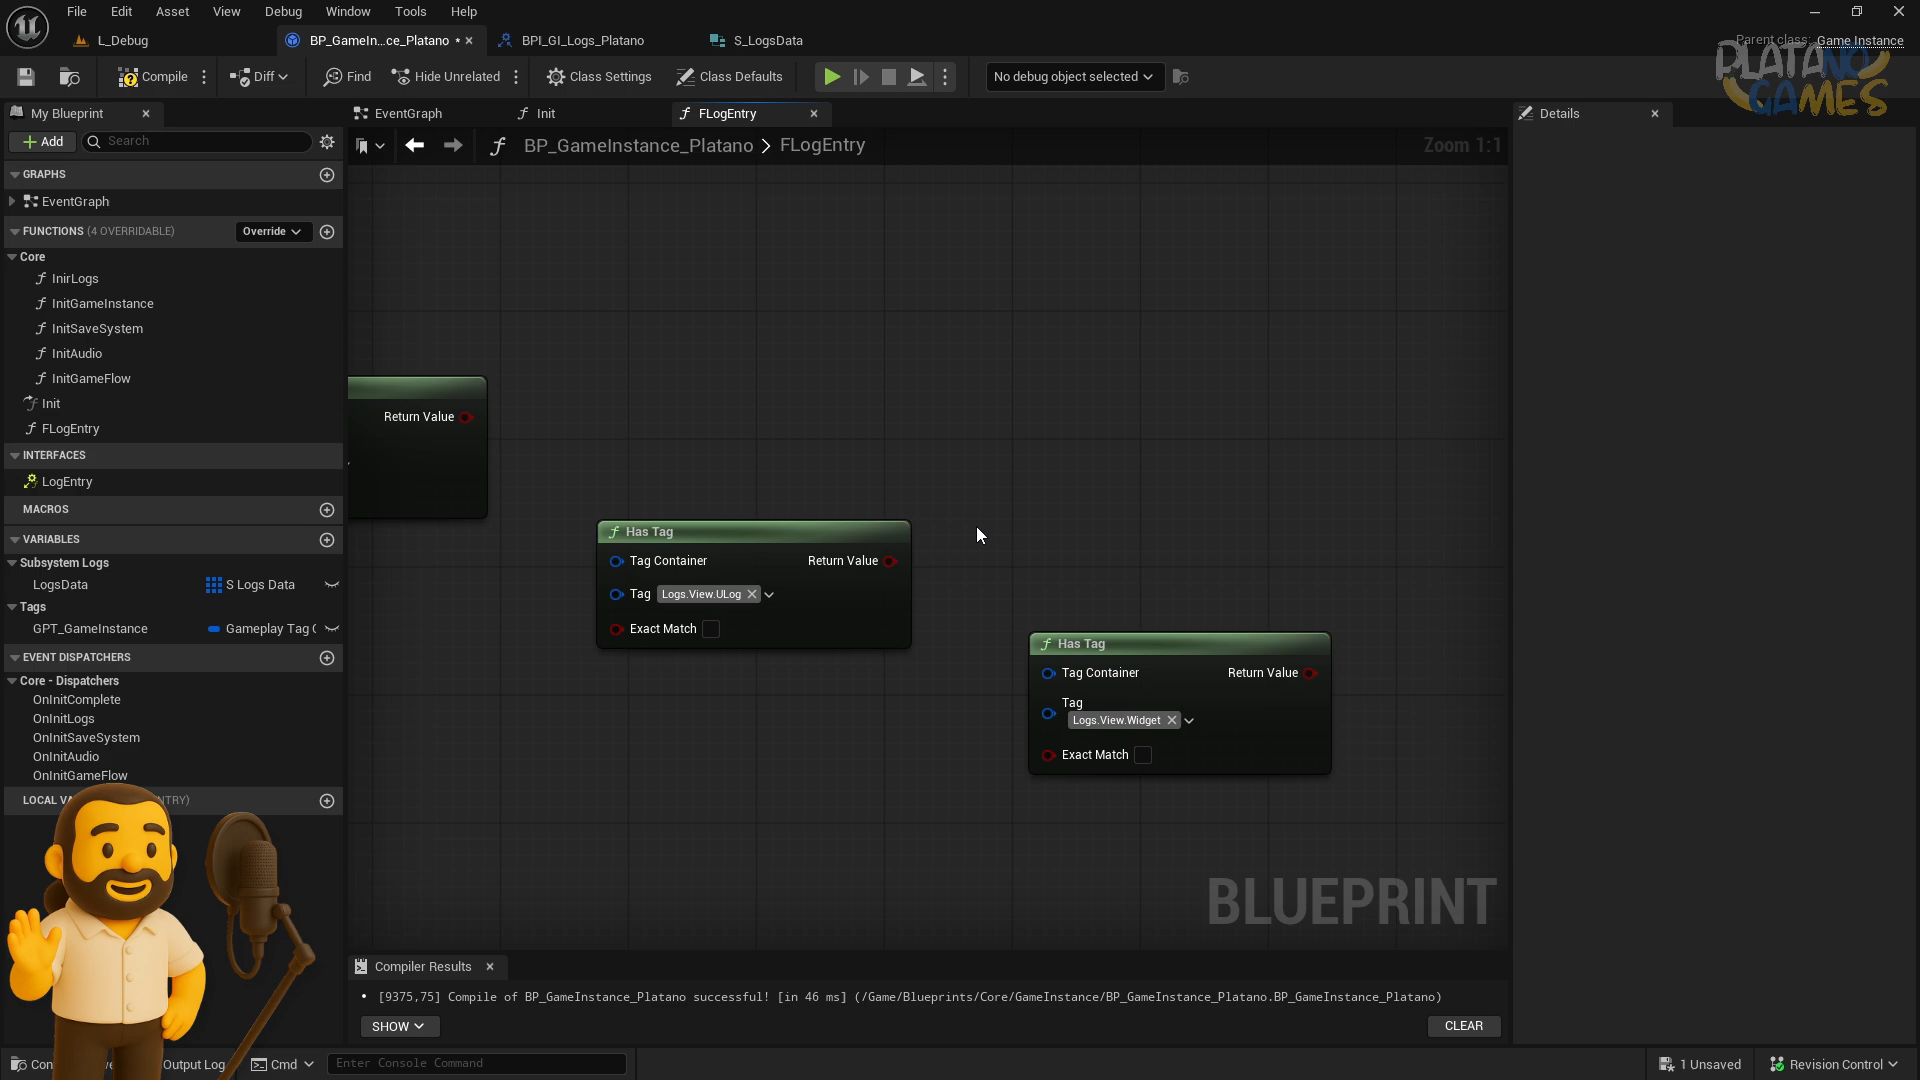 File Edit Asset View Debug Window Tools Help
L_Debug
BP_GameIn...ce_Platano
BPI_GI_Logs_Platano
S_LogsData
Parent class: Game Instance
PLATANO
GAMES
Compile
Diff
Find
Hide Unrelated
Class Settings
Class Defaults
No debug object selected
My Blueprint
EventGraph
Init
FLogEntry
Details
Add
Search
BP_GameInstance_Platano > FLogEntry
Zoom 1:1
GRAPHS
EventGraph
FUNCTIONS (4 OVERRIDABLE)
Override
Core
InirLogs
InitGameInstance
InitSaveSystem
InitAudio
InitGameFlow
Init
FLogEntry
INTERFACES
LogEntry
MACROS
VARIABLES
Subsystem Logs
LogsData
S Logs Data
Tags
GPT_GameInstance
Gameplay Tag C
EVENT DISPATCHERS
Core - Dispatchers
OnInitComplete
OnInitLogs
OnInitSaveSystem
OnInitAudio
OnInitGameFlow
LOCAL
Return Value
Has Tag
Tag Container
Return Value
Tag
Logs.View.ULog
Exact Match
Has Tag
Tag Container
Return Value
Tag
Logs.View.Widget
Exact Match
BLUEPRINT
Compiler Results
• [9375,75] Compile of BP_GameInstance_Platano successful! [in 46 ms] (/Game/Blueprints/Core/GameInstance/BP_GameInstance_Platano.BP_GameInstance_Platano)
SHOW
CLEAR
Output Log
Cmd
Enter Console Command
1 Unsaved
Revision Control